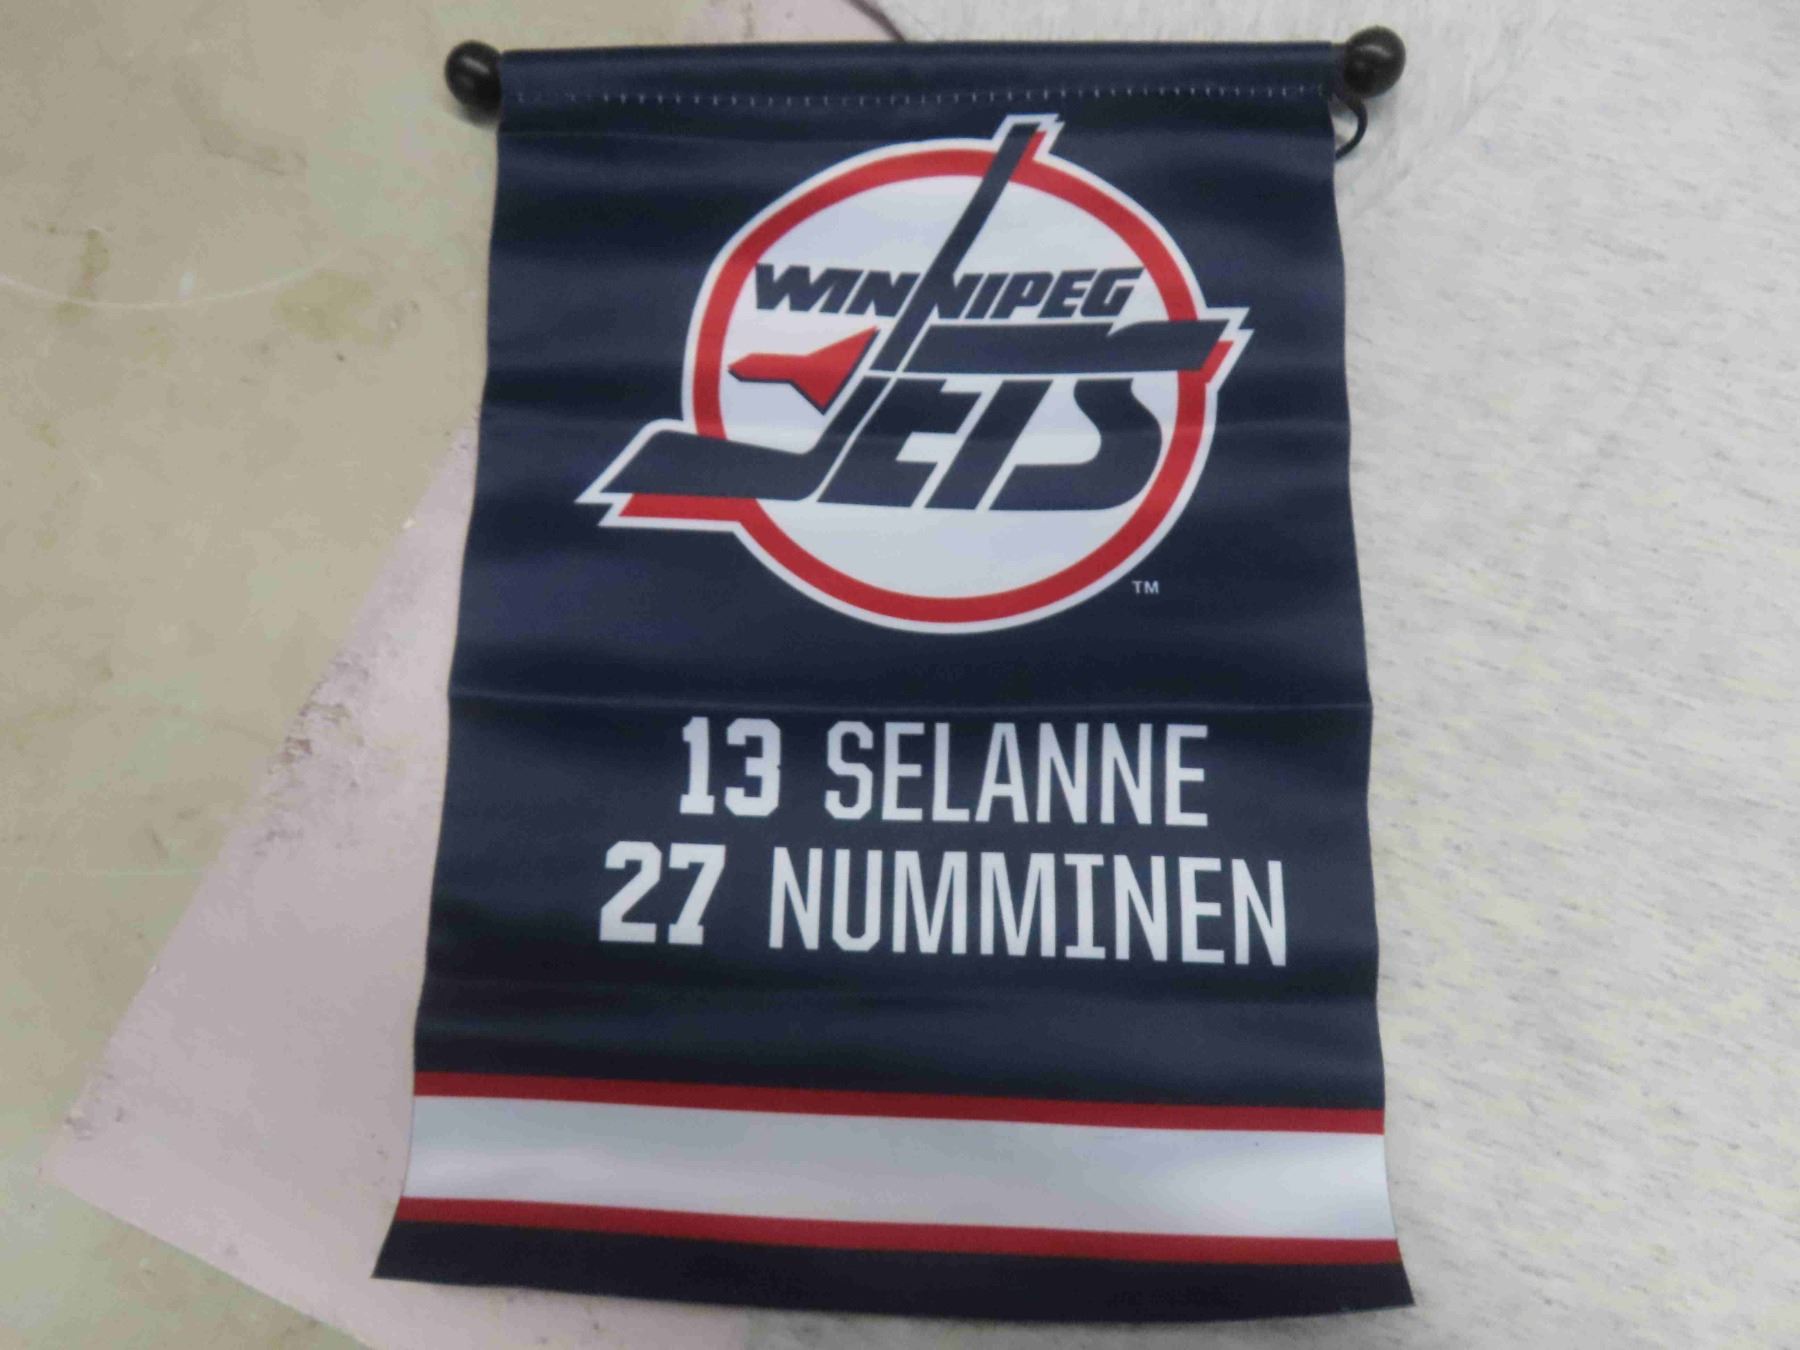 WINNIPEG
JETS
TM
13 SELANNE
27 NUMMINEN